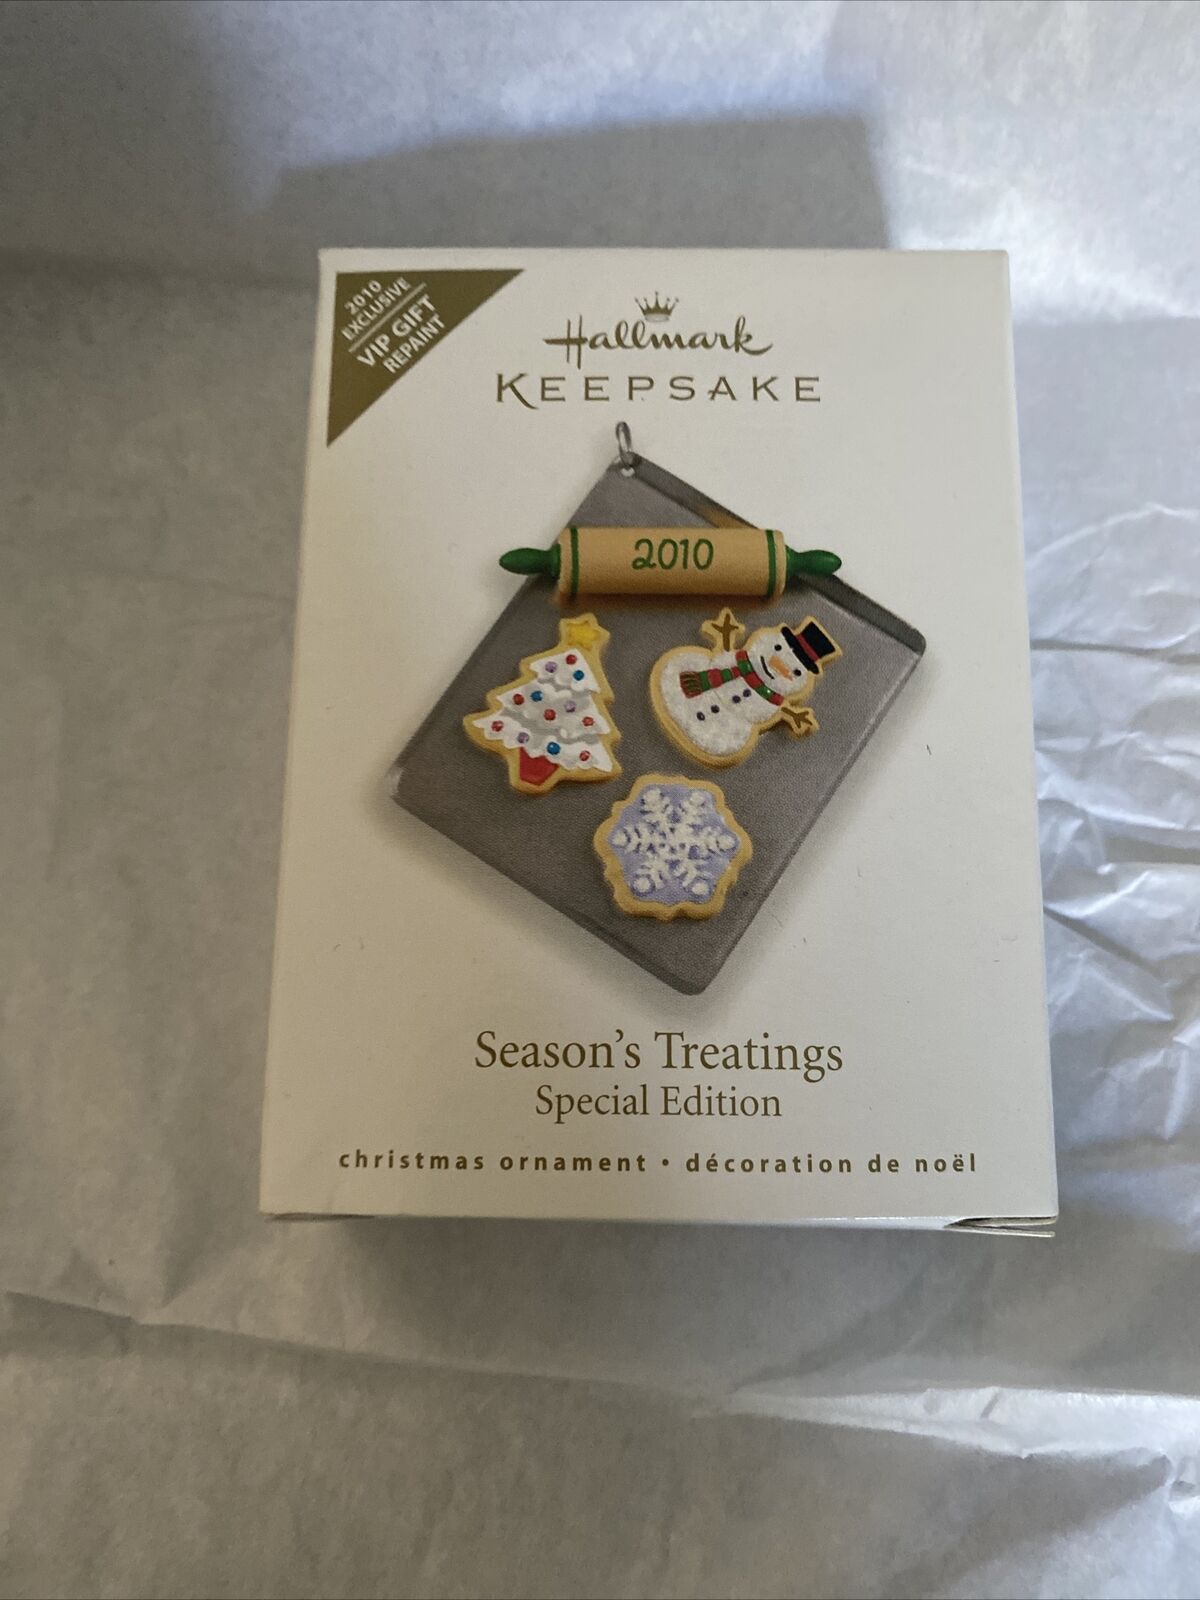 2010
EXCLUSIVE
VIP GIFT
REPAINT
Hallmark
KEEPSAKE
2010
Season's Treatings
Special Edition
christmas ornament • décoration de noël